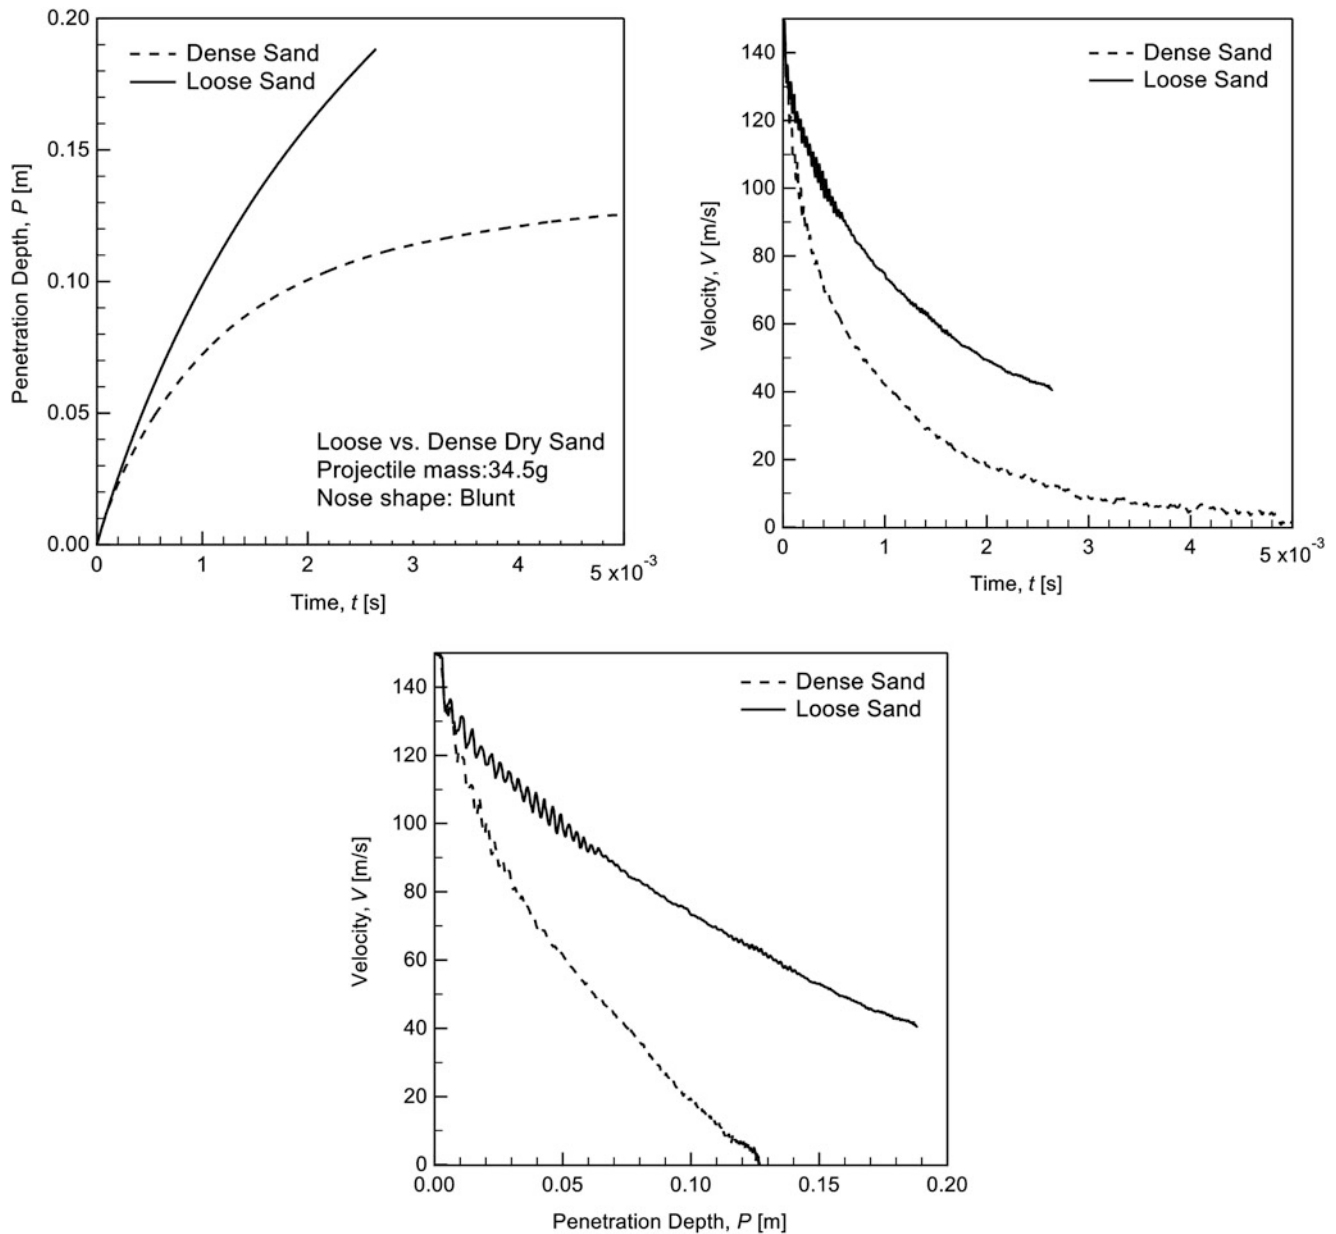 0.20
0.15
0.10
0.05
0.00
Penetration Depth, P [m]
Dense Sand
Loose Sand
Loose vs. Dense Dry Sand
Projectile mass:34.5g
Nose shape: Blunt
0 1 2 3 4 5 x10-3
Time, t [s]
140
120
100
80
60
40
20
0
Velocity, V [m/s]
Dense Sand
Loose Sand
0 1 2 3 4 5 x10-3
Time, t [s]
140
120
100
80
60
40
20
0
Velocity, V [m/s]
Dense Sand
Loose Sand
0.00 0.05 0.10 0.15 0.20
Penetration Depth, P [m]